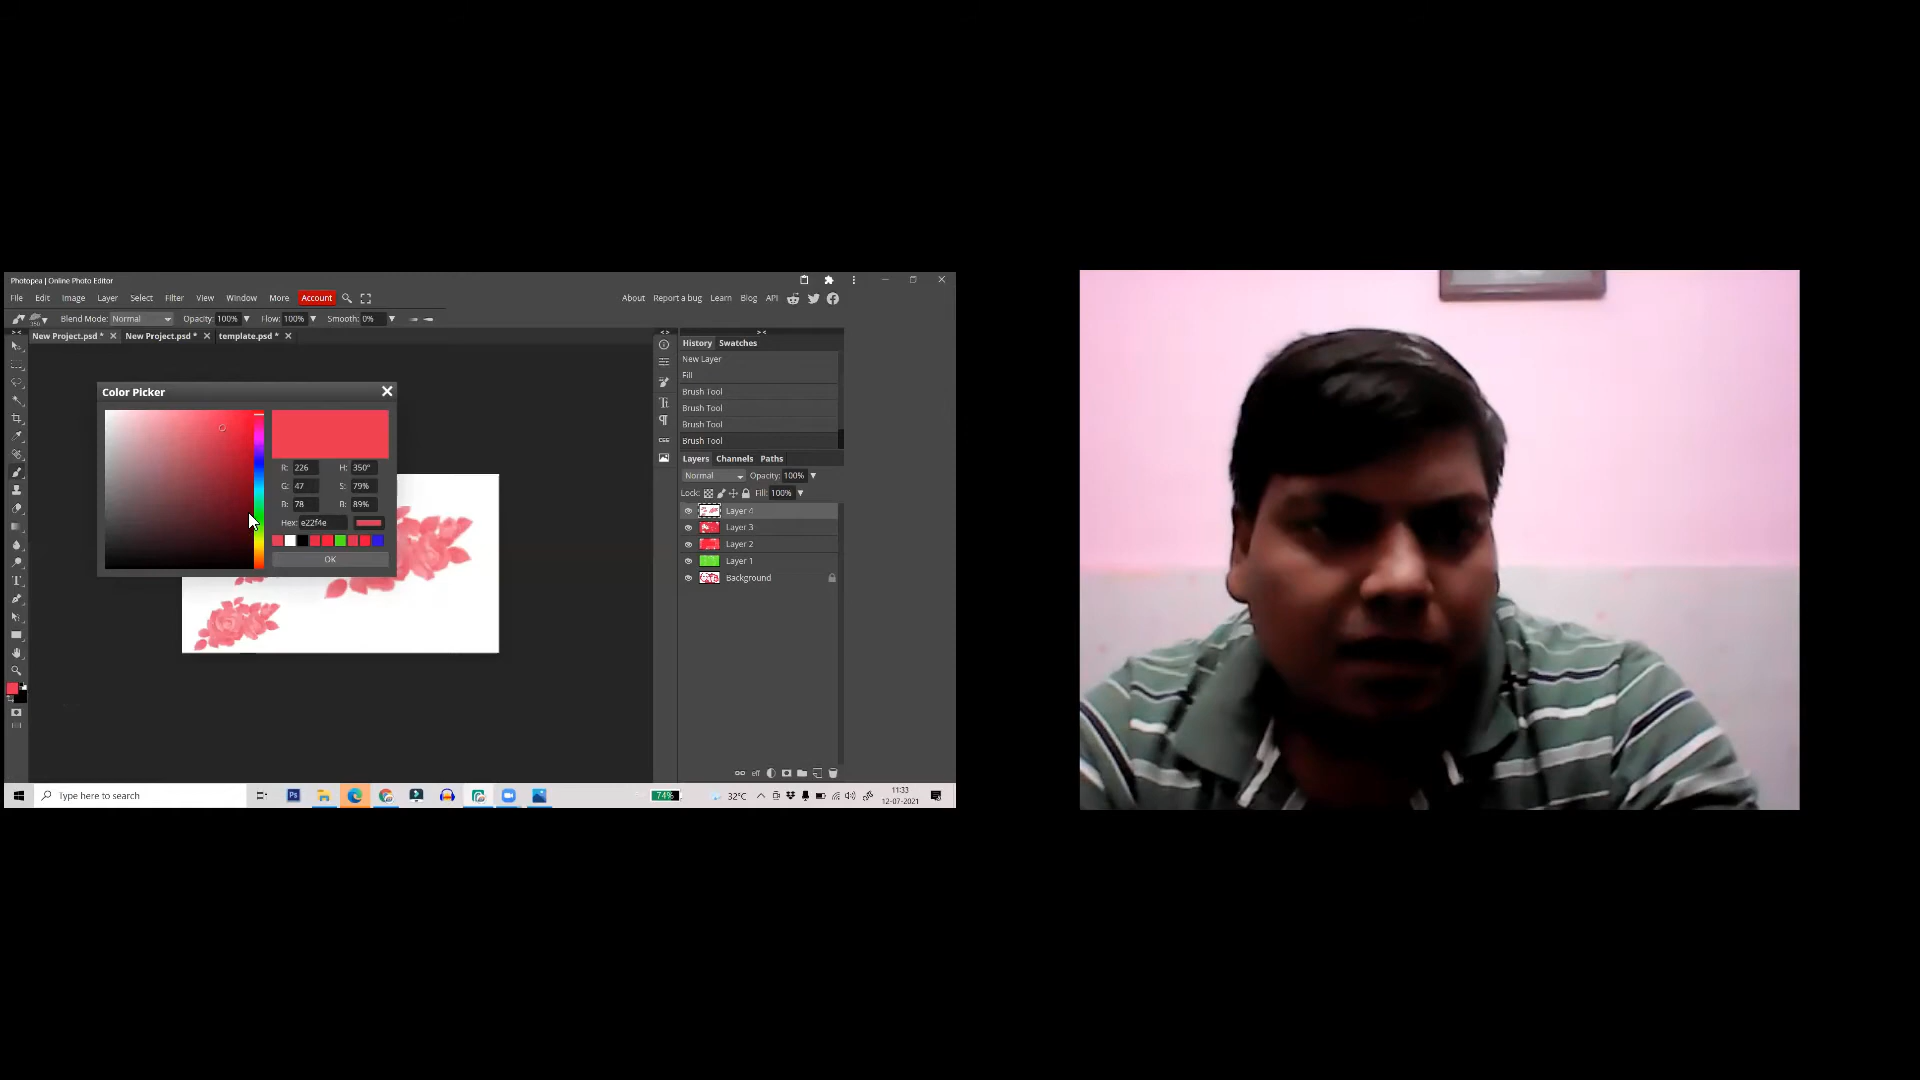 Photopea | Online Photo Editor
File Edit Image Layer Select Filter View Window More Account About Report a bug Learn Blog API
Blend Mode: Normal Opacity: 100% Flow: 100% Smooth: 0%
New Project.psd * New Project.psd * template.psd *
History Swatches
New Layer
Fill
Brush Tool
Brush Tool
Brush Tool
Brush Tool
Layers Channels Paths
Normal Opacity: 100%
Lock: Fill: 100%
Layer 4
Layer 3
Layer 2
Layer 1
Background
eff
Color Picker
R: 226 H: 350°
G: 47 S: 79%
B: 78 B: 89%
Hex: e22f4e
OK
Type here to search
Ps
74%
32°C
11:33
12-07-2021